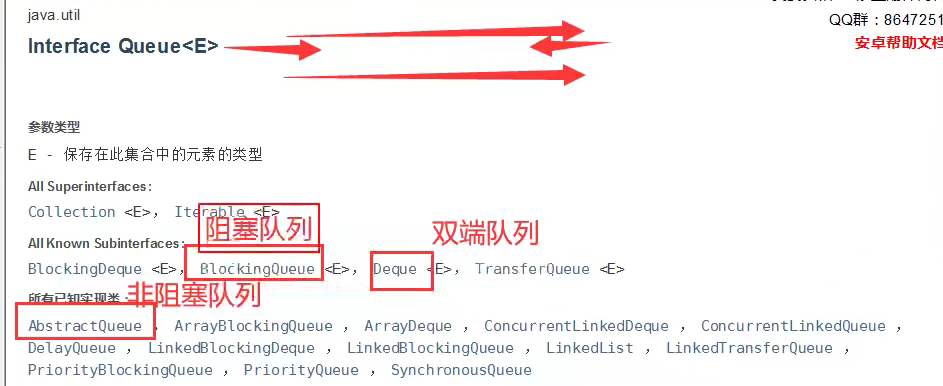 java.util
QQ群：8647251
Interface Queue<E>
安卓帮助文档
参数类型
E - 保存在此集合中的元素的类型
All Superinterfaces:
Collection <E>， Iterable <E>
阻塞队列
双端队列
All Known Subinterfaces:
BlockingDeque <E>， BlockingQueue <E>， Deque <E>， TransferQueue <E>
所有已知实现类：
非阻塞队列
AbstractQueue ， ArrayBlockingQueue ， ArrayDeque ， ConcurrentLinkedDeque ， ConcurrentLinkedQueue ，
DelayQueue ， LinkedBlockingDeque ， LinkedBlockingQueue ， LinkedList ， LinkedTransferQueue ，
PriorityBlockingQueue ， PriorityQueue ， SynchronousQueue